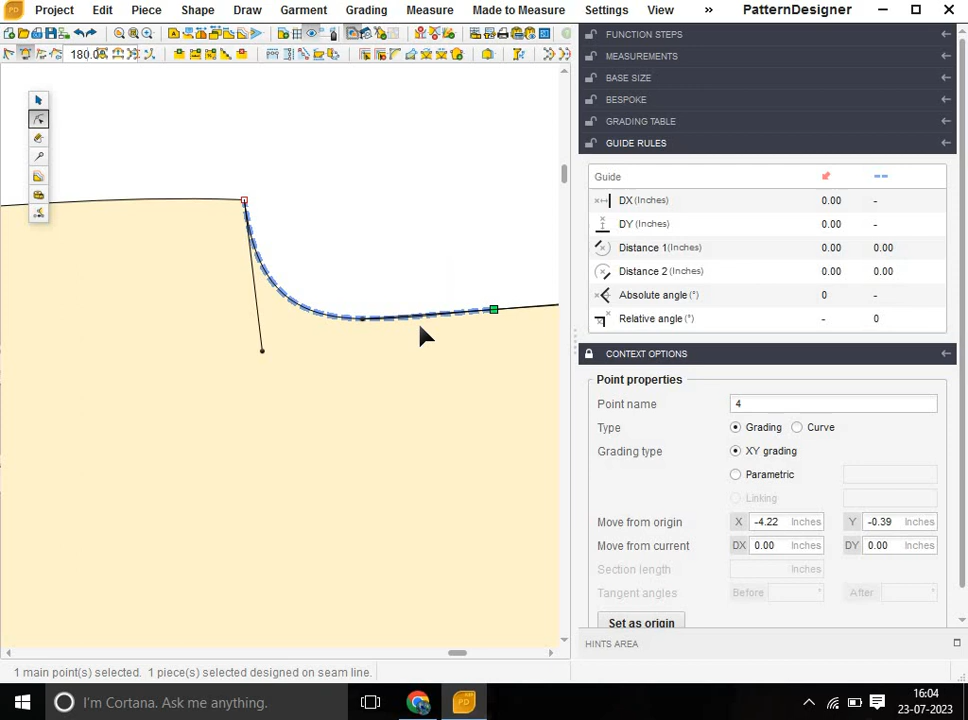 Project Edit Piece Shape Draw Garment Grading Measure Made to Measure Settings View » PatternDesigner
180.00
FUNCTION STEPS
MEASUREMENTS
BASE SIZE
BESPOKE
GRADING TABLE
GUIDE RULES
Guide
DX (Inches) 0.00 -
DY (Inches) 0.00 -
Distance 1(Inches) 0.00 0.00
Distance 2 (Inches) 0.00 0.00
Absolute angle (°) 0 -
Relative angle (°) - 0
CONTEXT OPTIONS
Point properties
Point name 4
Type Grading Curve
Grading type XY grading
Parametric
Linking
Move from origin X -4.22 Inches Y -0.39 Inches
Move from current DX 0.00 Inches DY 0.00 Inches
Section length Inches
Tangent angles Before ° After °
Set as origin
HINTS AREA
1 main point(s) selected. 1 piece(s) selected designed on seam line.
I'm Cortana. Ask me anything.
PD
16:04
23-07-2023